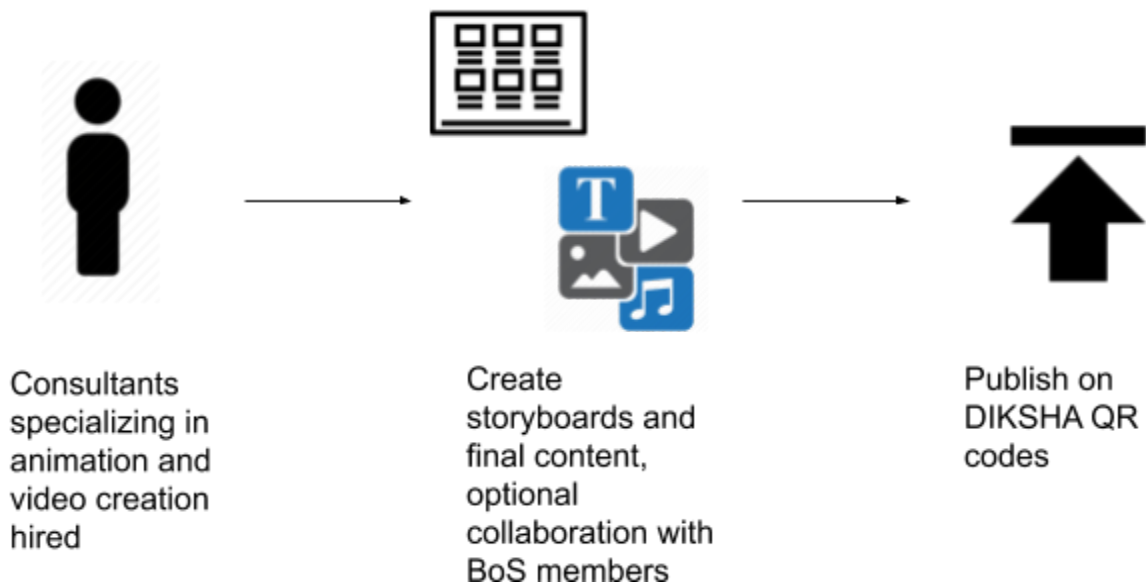 T
Consultants
specializing in
animation and
video creation
hired
Create
storyboards and
final content,
optional
collaboration with
BoS members
Publish on
DIKSHA QR
codes